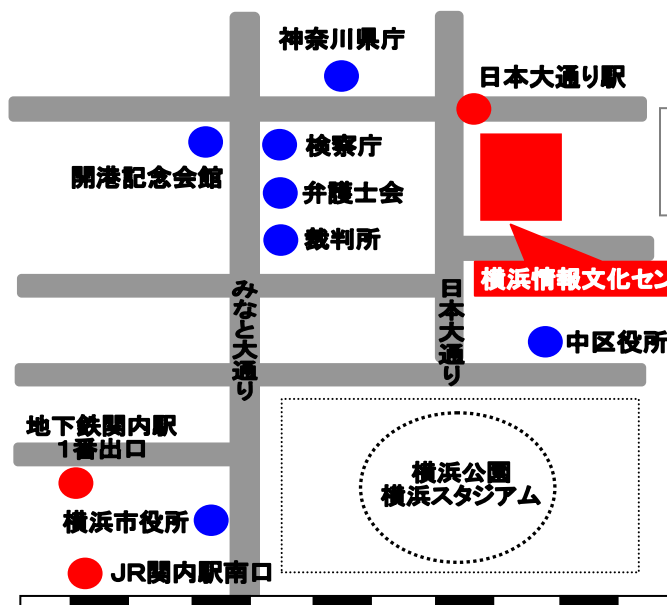 神奈川県庁
日本大通り駅
検察庁
開港記念会館
弁護士会
裁判所
横浜情報文化セン
みなと大通り
日本大通り
中区役所
地下鉄関内駅
1番出口
横浜公園
横浜スタジアム
横浜市役所
JR関内駅南口